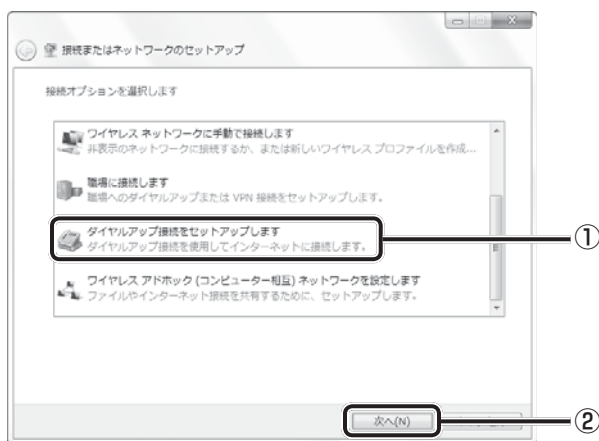 接続またはネットワークのセットアップ
接続オプションを選択します
ワイヤレス ネットワークに手動で接続します
非表示のネットワークに接続するか、または新しいワイヤレス プロファイルを作成...
職場に接続します
職場へのダイヤルアップまたは VPN 接続をセットアップします。
ダイヤルアップ接続をセットアップします
ダイヤルアップ接続を使用してインターネットに接続します。
①
ワイヤレス アドホック (コンピューター相互) ネットワークを設定します
ファイルやインターネット接続を共有するために、セットアップします。
次へ(N)
②